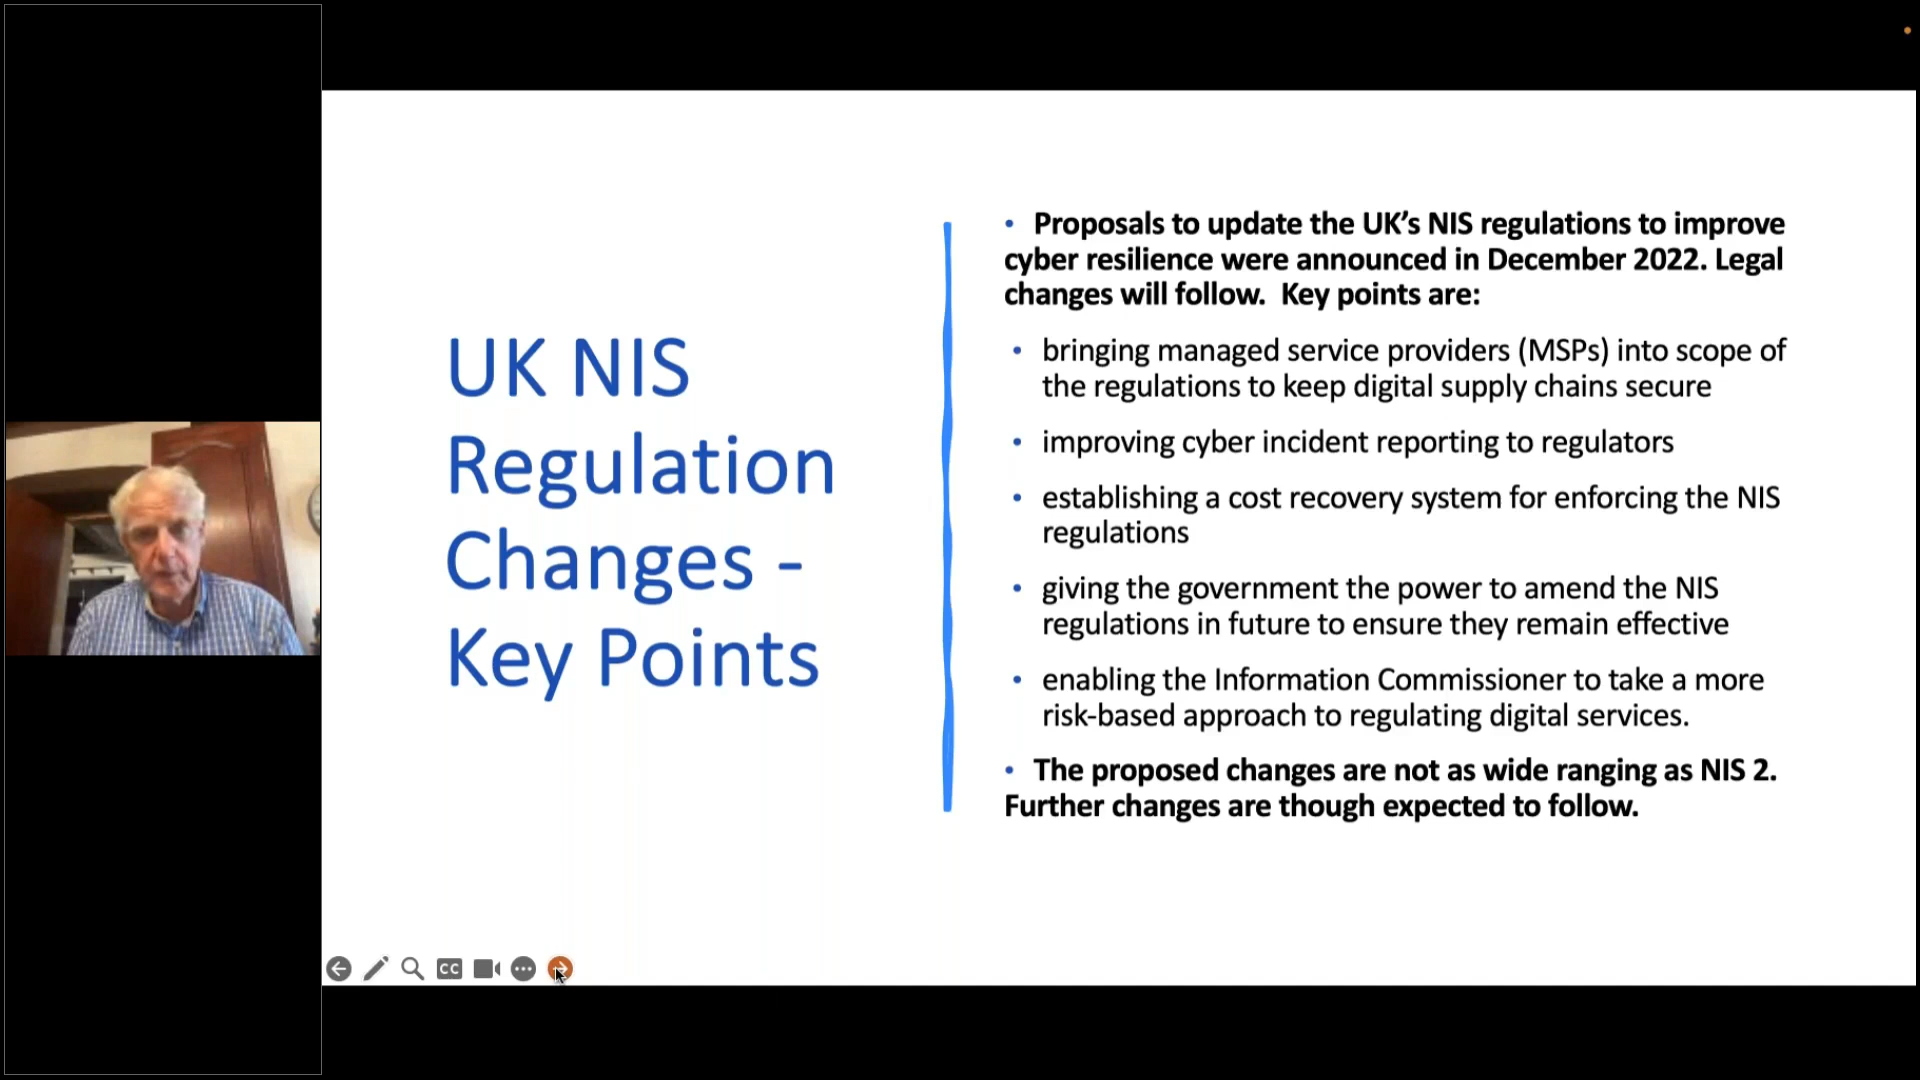 UK NIS
Regulation
Changes -
Key Points
• Proposals to update the UK’s NIS regulations to improve
cyber resilience were announced in December 2022. Legal
changes will follow.  Key points are:
• bringing managed service providers (MSPs) into scope of
the regulations to keep digital supply chains secure
• improving cyber incident reporting to regulators
• establishing a cost recovery system for enforcing the NIS
regulations
• giving the government the power to amend the NIS
regulations in future to ensure they remain effective
• enabling the Information Commissioner to take a more
risk-based approach to regulating digital services.
• The proposed changes are not as wide ranging as NIS 2.
Further changes are though expected to follow.
CC